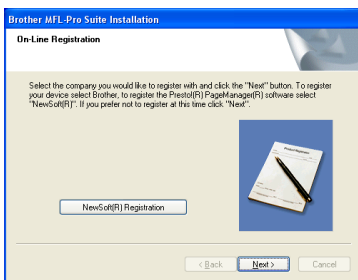 Brother MFL-Pro Suite Installation
On-Line Registration
Select the company you would like to register with and click the "Next" button. To register
your device select Brother, to register the Presto!(R) PageManager(R) software select
"NewSoft(R)". If you prefer not to register at this time click "Next".
Product Registration
NewSoft(R) Registration
< Back
Next >
Cancel